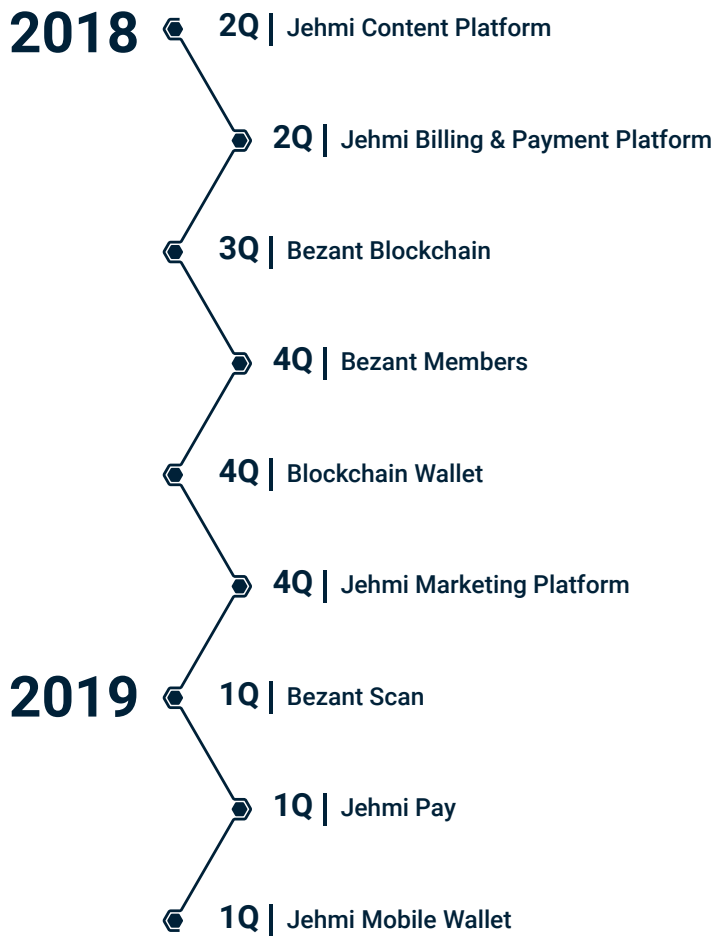 2018 2Q | Jehmi Content Platform
2Q | Jehmi Billing & Payment Platform
3Q | Bezant Blockchain
4Q | Bezant Members
4Q | Blockchain Wallet
4Q | Jehmi Marketing Platform
2019 1Q | Bezant Scan
1Q | Jehmi Pay
1Q | Jehmi Mobile Wallet